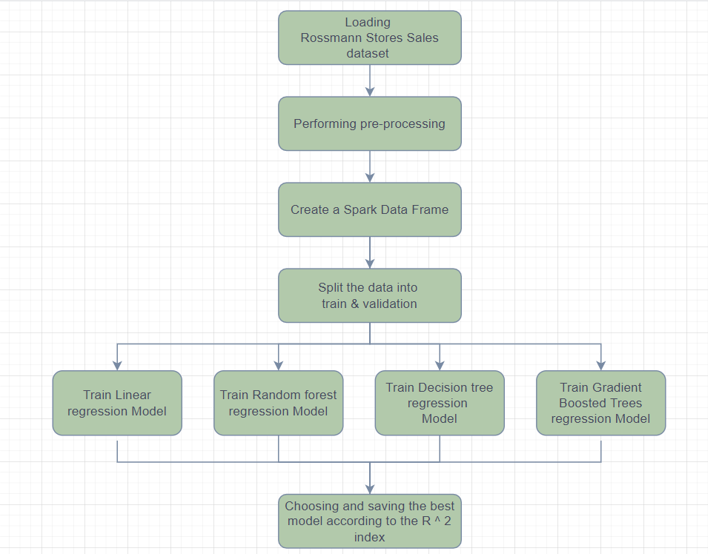 Loading
Rossmann Stores Sales
dataset
Performing pre-processing
Create a Spark Data Frame
Split the data into
train & validation
Train Linear
regression Model
Train Random forest
regression Model
Train Decision tree
regression
Model
Train Gradient
Boosted Trees
regression Model
Choosing and saving the best
model according to the R ^ 2
index